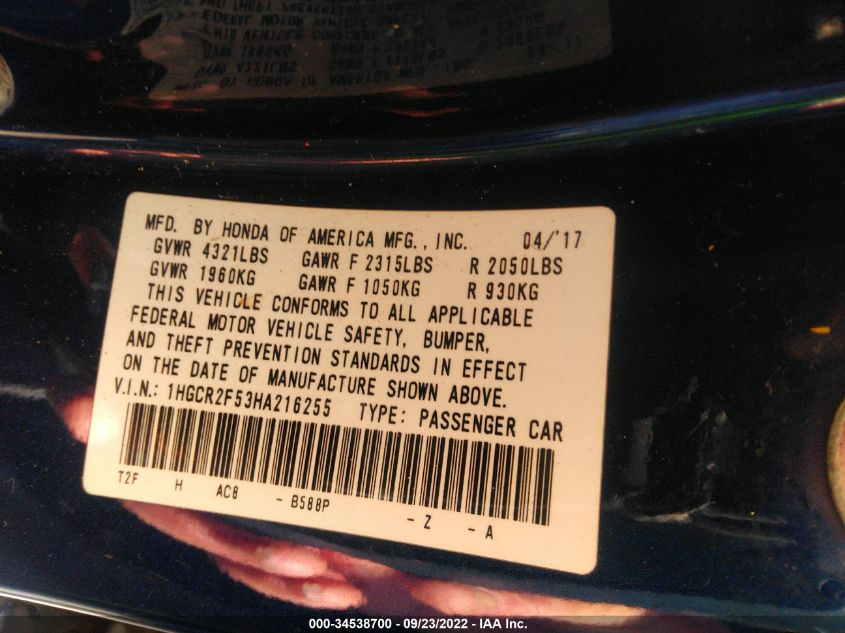 MFD. BY HONDA OF AMERICA MFG., INC. 04/'17
GVWR 4321LBS GAWR F 2315LBS R 2050LBS
GVWR 1960KG GAWR F 1050KG R 930KG
THIS VEHICLE CONFORMS TO ALL APPLICABLE
FEDERAL MOTOR VEHICLE SAFETY, BUMPER,
AND THEFT PREVENTION STANDARDS IN EFFECT
ON THE DATE OF MANUFACTURE SHOWN ABOVE.
V.I.N.: 1HGCR2F53HA216255 TYPE: PASSENGER CAR
T2F H AC8 - B588P - Z - A
000-34538700 - 09/23/2022 - IAA Inc.